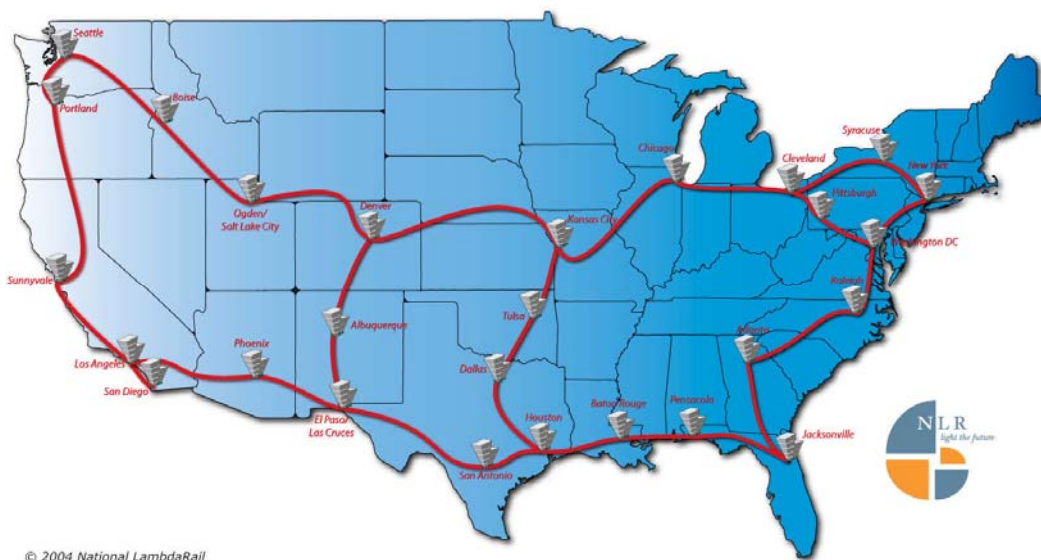 Seattle
Portland
Boise
Ogden/
Salt Lake City
Denver
Kansas City
Chicago
Cleveland
Syracuse
New York
Pittsburgh
Washington DC
Raleigh
Atlanta
Sunnyvale
Los Angeles
San Diego
Phoenix
Albuquerque
El Paso/
Las Cruces
Tulsa
Dallas
Houston
San Antonio
Baton Rouge
Pensacola
Jacksonville
NLR
light the future
© 2004 National LambdaRail